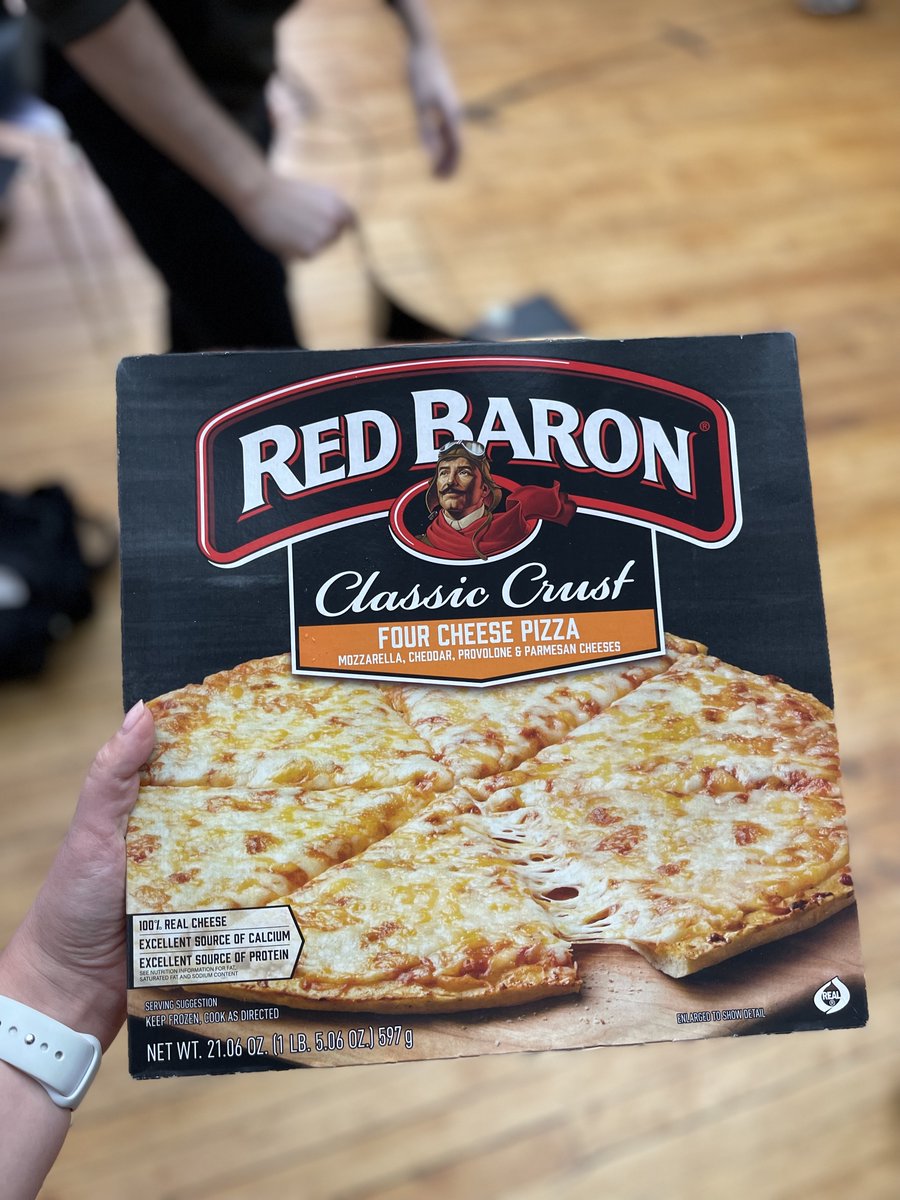 RED BARON®
Classic Crust
FOUR CHEESE PIZZA
MOZZARELLA, CHEDDAR, PROVOLONE & PARMESAN CHEESES
100% REAL CHEESE
EXCELLENT SOURCE OF CALCIUM
EXCELLENT SOURCE OF PROTEIN
SEE NUTRITION INFORMATION FOR FAT,
SATURATED FAT AND SODIUM CONTENT
SERVING SUGGESTION
KEEP FROZEN, COOK AS DIRECTED
NET WT. 21.06 OZ. (1 LB. 5.06 OZ.) 597g
ENLARGED TO SHOW DETAIL
REAL